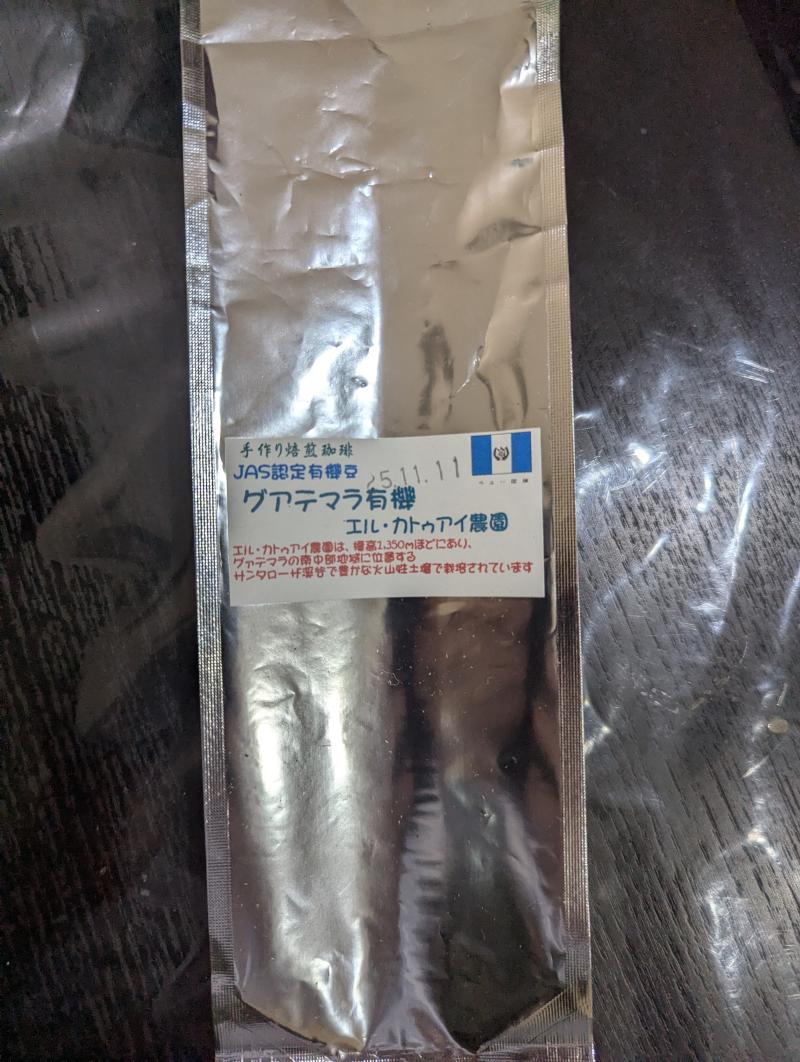 手作り焙煎珈琲
JAS認定有機豆
25.11.11
グァテマラ有機
エル・カトゥアイ農園
エル・カトゥアイ農園は、標高1,350mほどにあり、
グァテマラの南中部地域に位置する
サンタローザ渓谷で豊かな火山性土壌で栽培されています